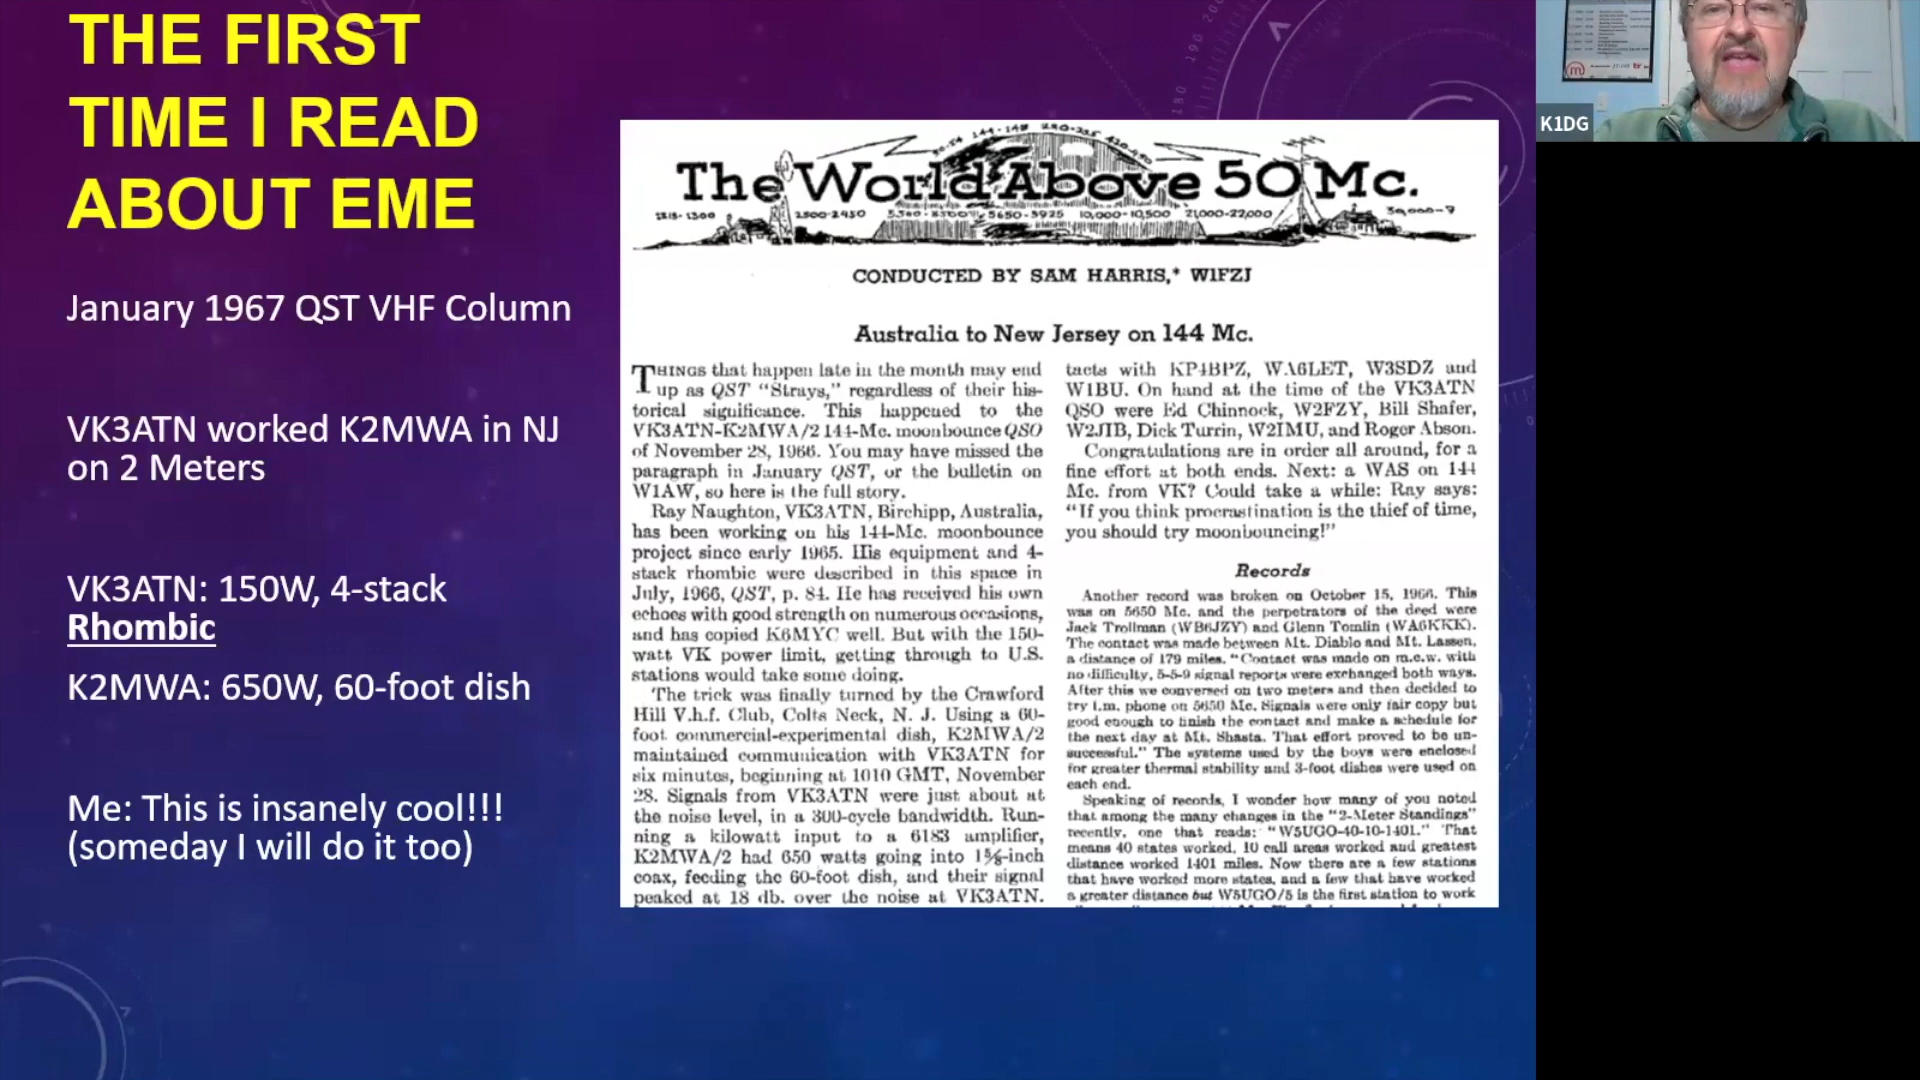 THE FIRST
TIME I READ
ABOUT EME
January 1967 QST VHF Column
VK3ATN worked K2MWA in NJ
on 2 Meters
VK3ATN: 150W, 4-stack
Rhombic
K2MWA: 650W, 60-foot dish
Me: This is insanely cool!!!
(someday I will do it too)
The World Above 50 Mc.
CONDUCTED BY SAM HARRIS,* W1FZJ
Australia to New Jersey on 144 Mc.
THINGS that happen late in the month may end
up as QST "Strays," regardless of their his-
torical significance. This happened to the
VK3ATN-K2MWA/2 144-Mc. moonbounce QSO
of November 28, 1966. You may have missed the
paragraph in January QST, or the bulletin on
W1AW, so here is the full story.
Ray Naughton, VK3ATN, Birchipp, Australia,
has been working on his 144-Mc. moonbounce
project since early 1965. His equipment and 4-
stack rhombic were described in this space in
July, 1966, QST, p. 84. He has received his own
echoes with good strength on numerous occasions,
and has copied K6MYC well. But with the 150-
watt VK power limit, getting through to U.S.
stations would take some doing.
The trick was finally turned by the Crawford
Hill V.h.f. Club, Colts Neck, N. J. Using a 60-
foot commercial-experimental dish, K2MWA/2
maintained communication with VK3ATN for
six minutes, beginning at 1010 GMT, November
28. Signals from VK3ATN were just about at
the noise level, in a 300-cycle bandwidth. Run-
ning a kilowatt input to a 6183 amplifier,
K2MWA/2 had 650 watts going into 1⅝-inch
coax, feeding the 60-foot dish, and their signal
peaked at 18 db. over the noise at VK3ATN.
tacts with KP4BPZ, WA6LET, W3SDZ and
W1BU. On hand at the time of the VK3ATN
QSO were Ed Chinnock, W2FZY, Bill Shafer,
W2JIB, Dick Turrin, W2IMU, and Roger Abson.
Congratulations are in order all around, for a
fine effort at both ends. Next: a WAS on 144
Mc. from VK? Could take a while: Ray says:
"If you think procrastination is the thief of time,
you should try moonbouncing!"
Records
Another record was broken on October 15, 1966. This
was on 5650 Mc. and the perpetrators of the deed were
Jack Trollman (WB6JZY) and Glenn Tomlin (WA6KKK).
The contact was made between Mt. Diablo and Mt. Lassen,
a distance of 179 miles. "Contact was made on m.c.w. with
no difficulty, 5-5-9 signal reports were exchanged both ways.
After this we conversed on two meters and then decided to
try f.m. phone on 5650 Mc. Signals were only fair copy but
good enough to finish the contact and make a schedule for
the next day at Mt. Shasta. That effort proved to be un-
successful." The systems used by the boys were enclosed
for greater thermal stability and 3-foot dishes were used on
each end.
Speaking of records, I wonder how many of you noted
that among the many changes in the "2-Meter Standings"
recently, one that reads: "W5UGO-40-10-1401." That
means 40 states worked, 10 call areas worked and greatest
distance worked 1401 miles. Now there are a few stations
that have worked more states, and a few that have worked
a greater distance but W5UGO/5 is the first station to work
K1DG